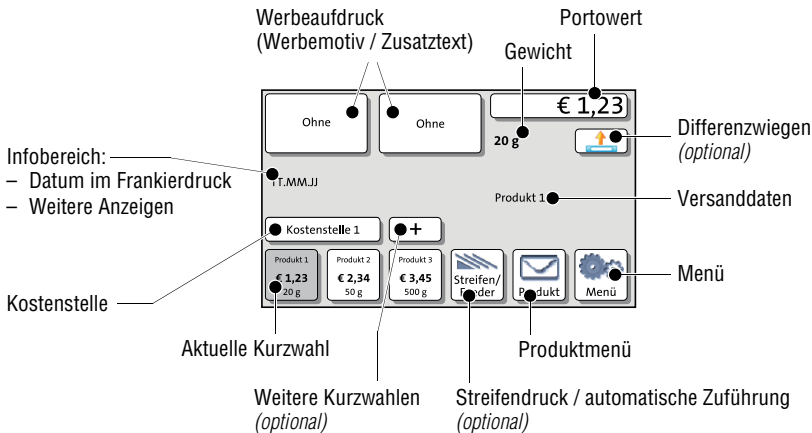 Werbeaufdruck
(Werbemotiv / Zusatztext)
Portowert
Gewicht
Ohne
Ohne
€ 1,23
20 g
Differenzwiegen
(optional)
Infobereich:
– Datum im Frankierdruck
– Weitere Anzeigen
TT.MM.JJ
Produkt 1
Versanddaten
Kostenstelle 1
+
Produkt 1
€ 1,23
20 g
Produkt 2
€ 2,34
50 g
Produkt 3
€ 3,45
500 g
Streifen/
Feeder
Produkt
Menü
Menü
Kostenstelle
Aktuelle Kurzwahl
Produktmenü
Weitere Kurzwahlen
(optional)
Streifendruck / automatische Zuführung
(optional)